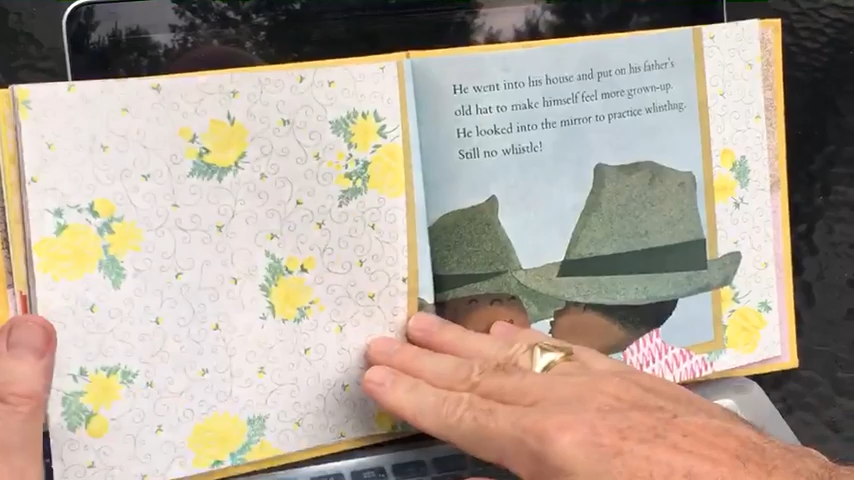 He went into his house and put on his father's
old hat to make himself feel more grown-up.
He looked into the mirror to practice whistling.
Still no whistle!